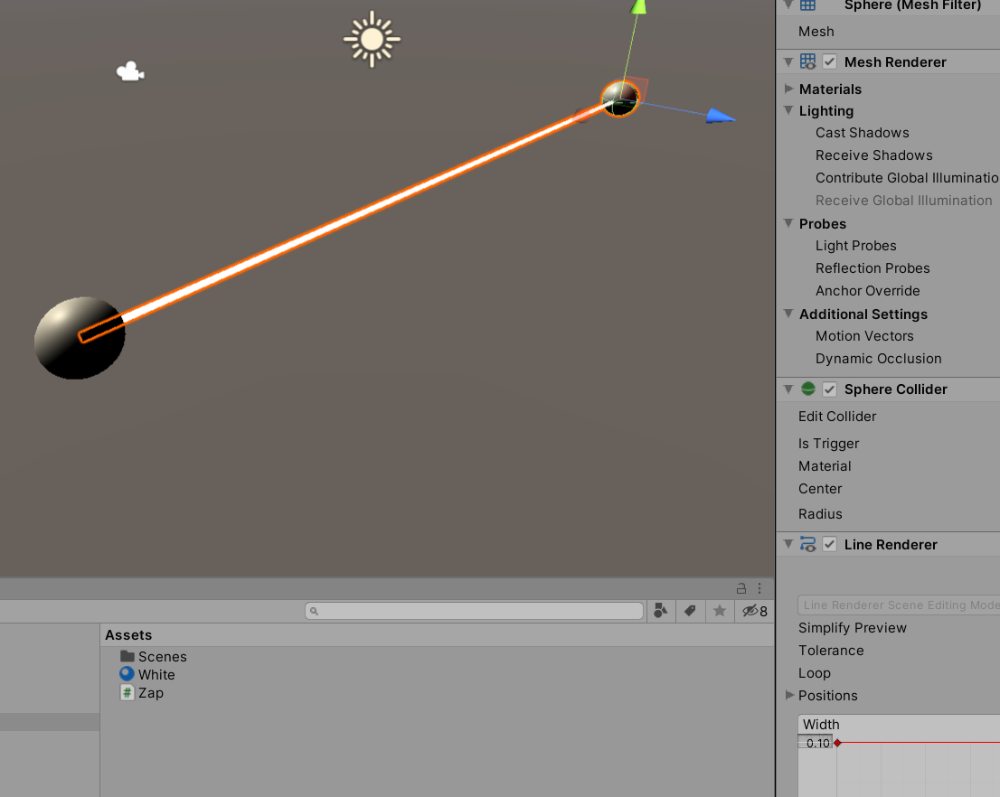 Sphere (Mesh Filter)
Mesh
Mesh Renderer
Materials
Lighting
Cast Shadows
Receive Shadows
Contribute Global Illuminatio
Receive Global Illumination
Probes
Light Probes
Reflection Probes
Anchor Override
Additional Settings
Motion Vectors
Dynamic Occlusion
Sphere Collider
Edit Collider
Is Trigger
Material
Center
Radius
Line Renderer
Line Renderer Scene Editing Mode
Simplify Preview
Tolerance
Loop
Positions
Width
0.10
8
Assets
Scenes
White
# Zap